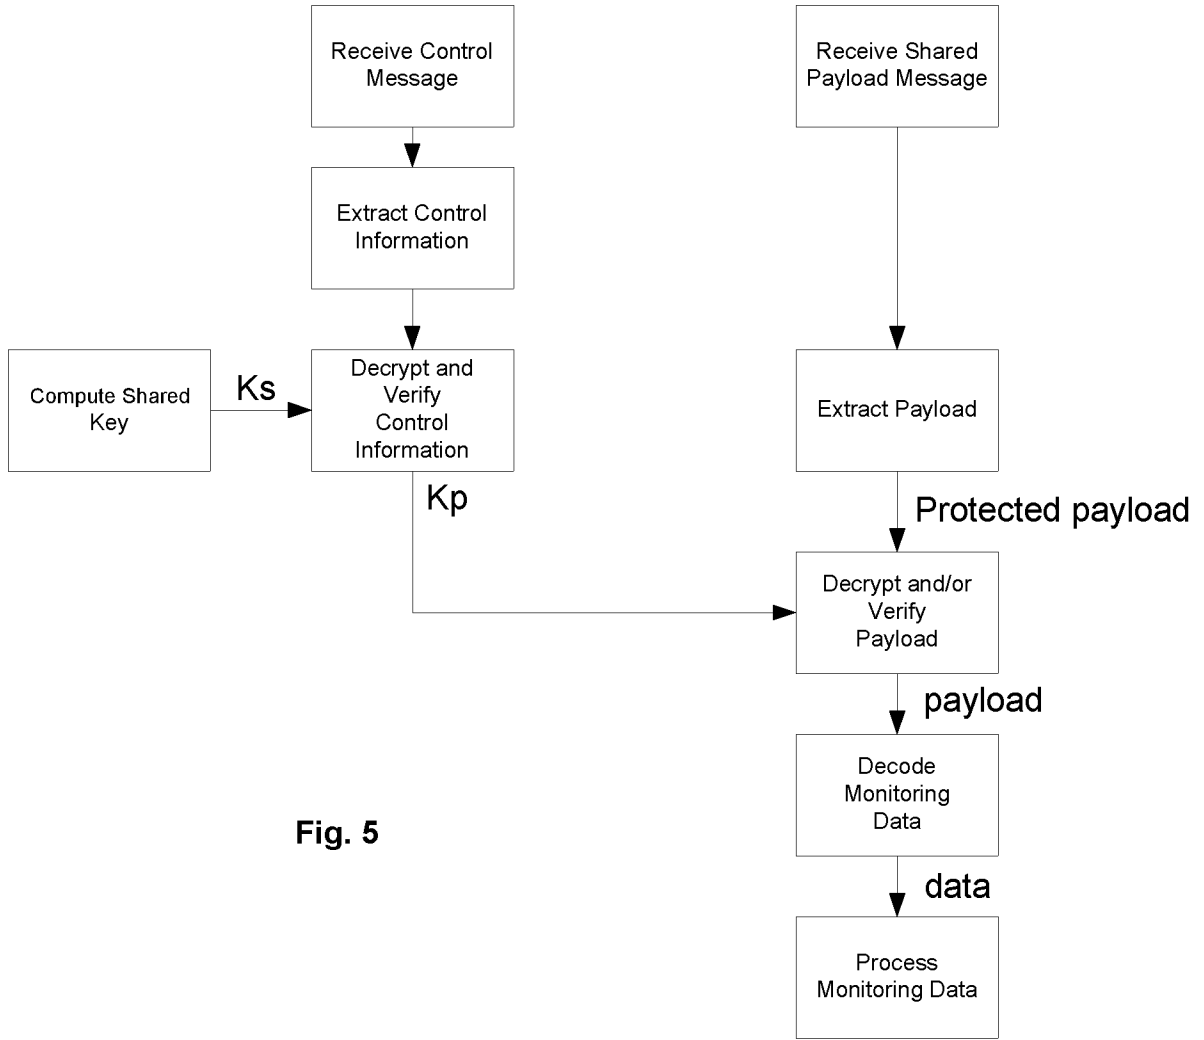 Receive Control
Message
Receive Shared
Payload Message
Extract Control
Information
Compute Shared
Key
Ks
Decrypt and
Verify
Control
Information
Extract Payload
Kp
Protected payload
Decrypt and/or
Verify
Payload
payload
Decode
Monitoring
Data
Fig. 5
data
Process
Monitoring Data